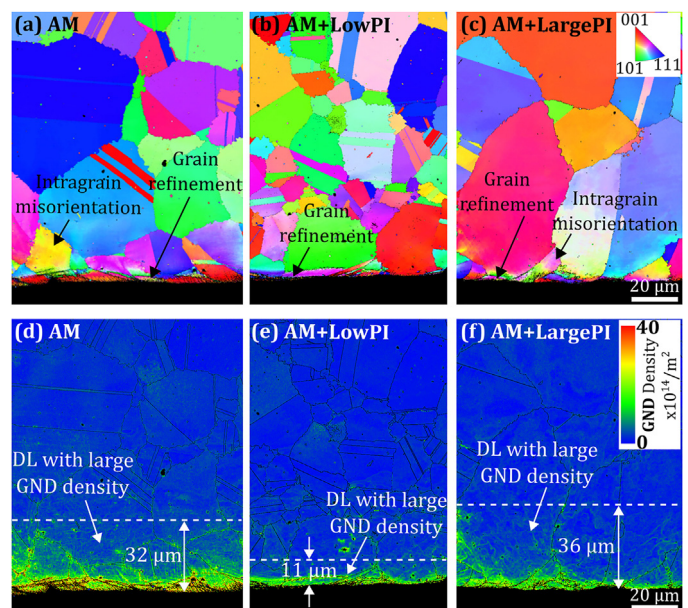 (a) AM
(b) AM+LowPI
(c) AM+LargePI
001
101
111
Grain
refinement
Intragrain
misorientation
Grain
refinement
Grain
refinement
Intragrain
misorientation
20 μm
(d) AM
(e) AM+LowPI
(f) AM+LargePI
40
GND Density
x10¹⁴/m²
0
DL with large
GND density
32 μm
DL with large
GND density
11 μm
DL with large
GND density
36 μm
20 μm